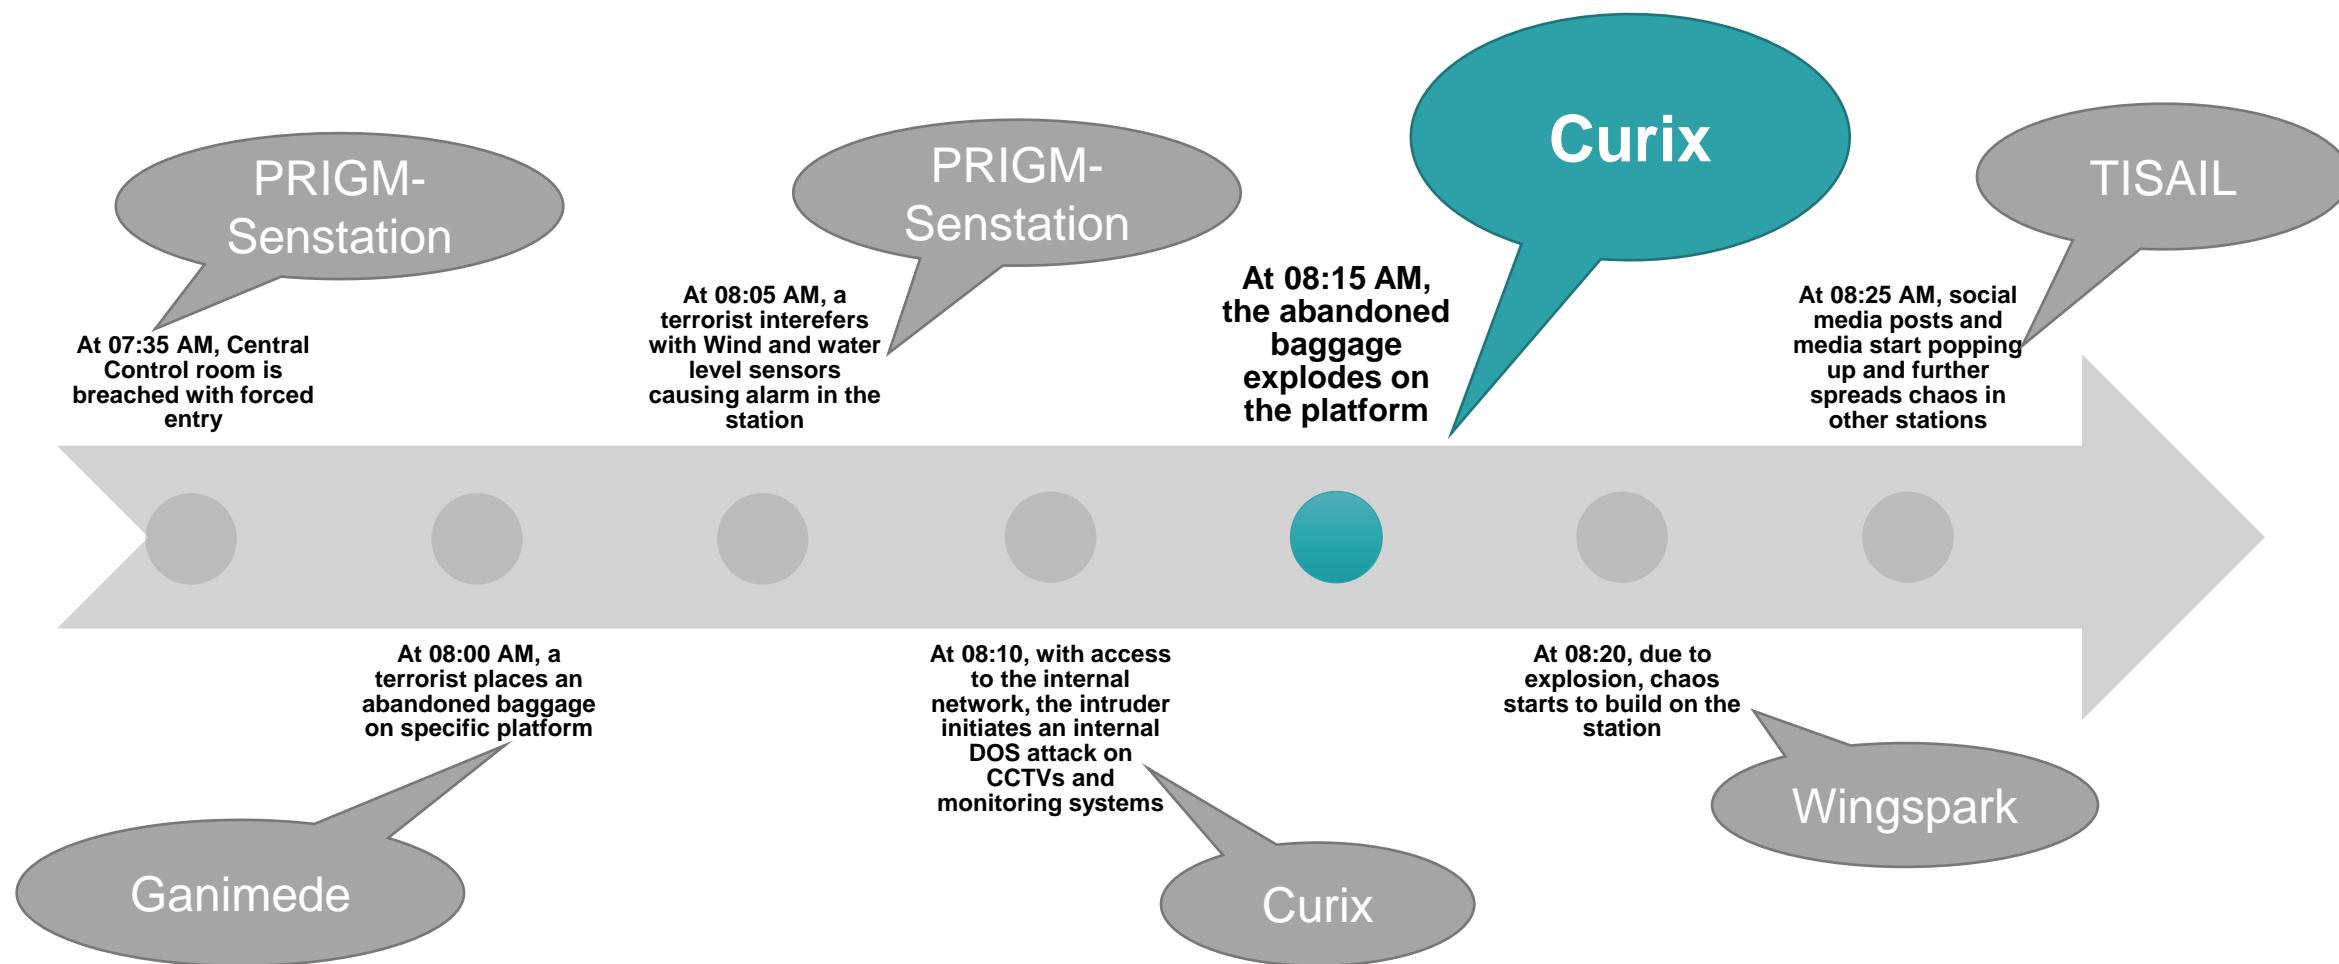 PRIGM-
Senstation
At 07:35 AM, Central
Control room is
breached with forced
entry
PRIGM-
Senstation
At 08:05 AM, a
terrorist interefers
with Wind and water
level sensors
causing alarm in the
station
Curix
At 08:15 AM,
the abandoned
baggage
explodes on
the platform
TISAIL
At 08:25 AM, social
media posts and
media start popping
up and further
spreads chaos in
other stations
At 08:00 AM, a
terrorist places an
abandoned baggage
on specific platform
Ganimede
At 08:10, with access
to the internal
network, the intruder
initiates an internal
DOS attack on
CCTVs and
monitoring systems
Curix
At 08:20, due to
explosion, chaos
starts to build on the
station
Wingspark